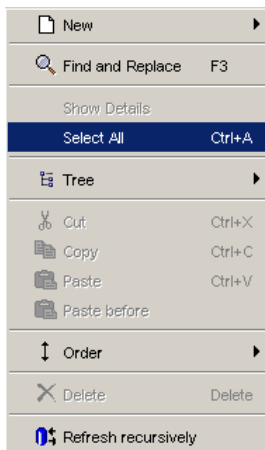 New
Find and Replace F3
Show Details
Select All Ctrl+A
Tree
Cut Ctrl+X
Copy Ctrl+C
Paste Ctrl+V
Paste before
Order
Delete Delete
Refresh recursively